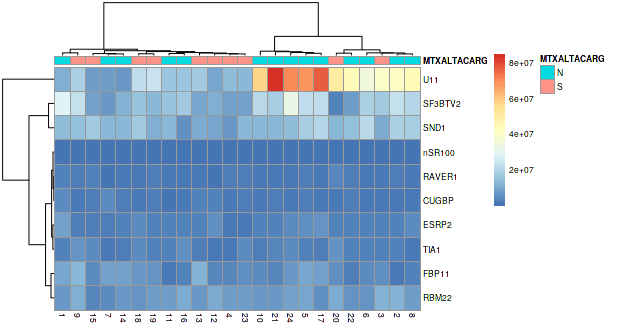 MTXALTACARG
U11
SF3BTV2
SND1
nSR100
RAVER1
CUGBP
ESRP2
TIA1
FBP11
RBM22
1 9 15 7 14 18 19 11 16 13 12 4 23 10 21 24 5 17 20 22 6 3 2 8
8e+07
6e+07
4e+07
2e+07
MTXALTACARG
N
S